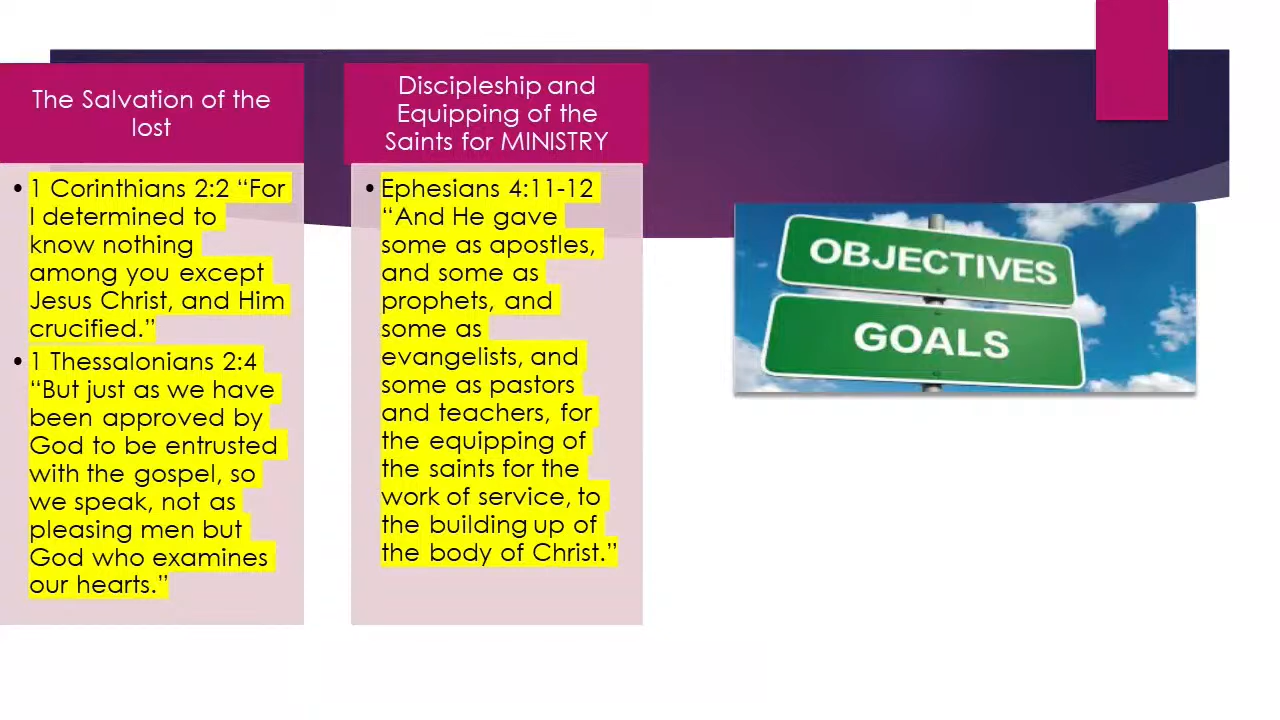 The Salvation of the
lost
• 1 Corinthians 2:2 “For
I determined to
know nothing
among you except
Jesus Christ, and Him
crucified.”
• 1 Thessalonians 2:4
“But just as we have
been approved by
God to be entrusted
with the gospel, so
we speak, not as
pleasing men but
God who examines
our hearts.”
Discipleship and
Equipping of the
Saints for MINISTRY
• Ephesians 4:11-12
“And He gave
some as apostles,
and some as
prophets, and
some as
evangelists, and
some as pastors
and teachers, for
the equipping of
the saints for the
work of service, to
the building up of
the body of Christ.”
OBJECTIVES
GOALS